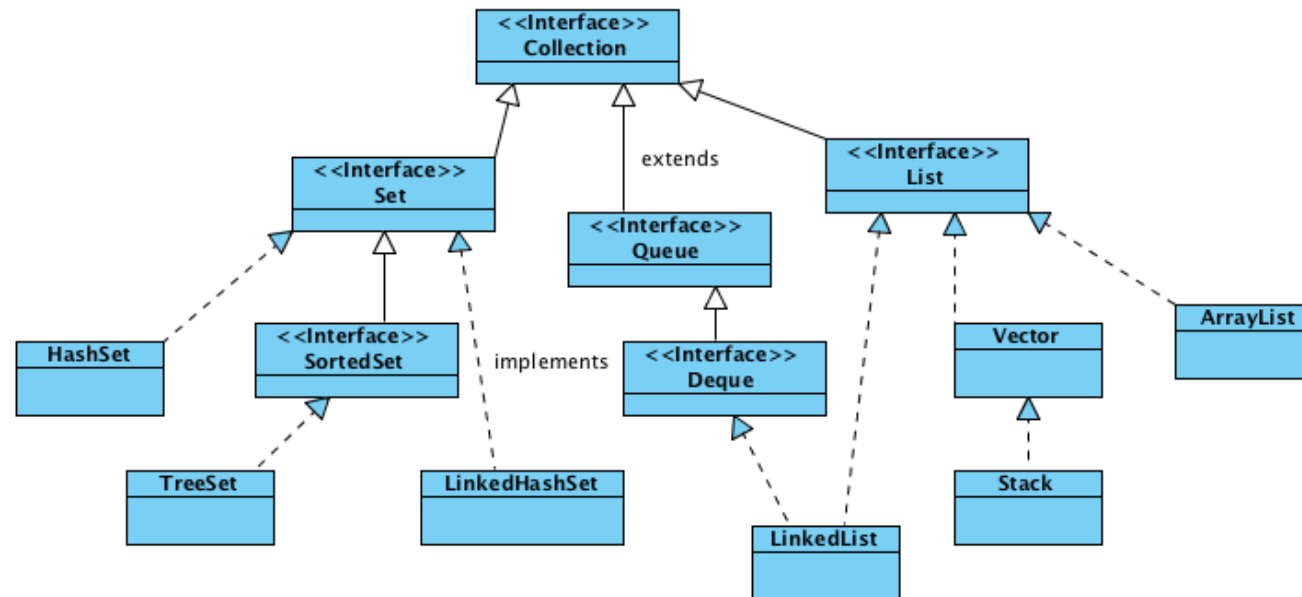 <<Interface>>
Collection
<<Interface>>
Set
extends
<<Interface>>
List
<<Interface>>
Queue
HashSet
<<Interface>>
SortedSet
implements
<<Interface>>
Deque
Vector
ArrayList
TreeSet
LinkedHashSet
Stack
LinkedList